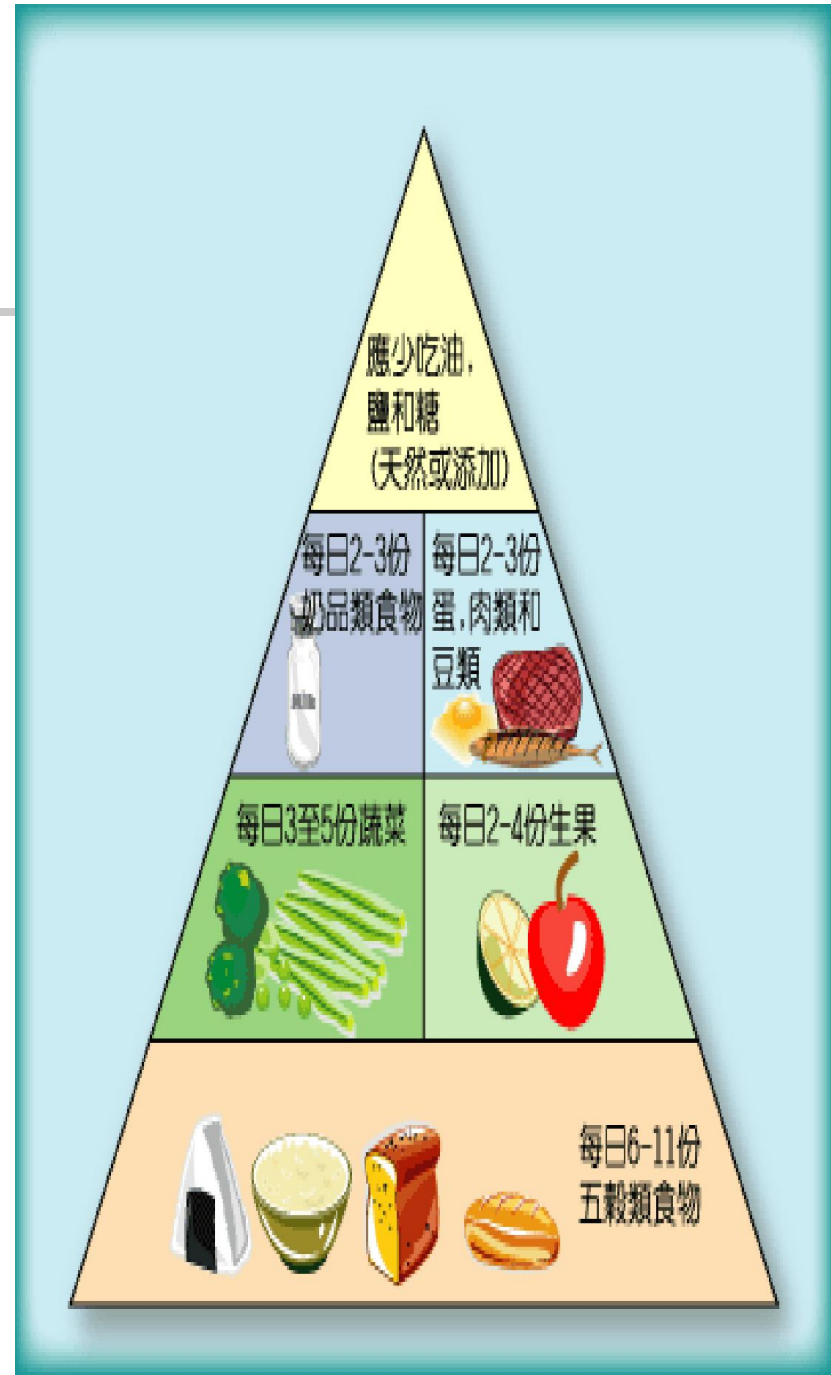 應少吃油，
鹽和糖
(天然或添加)
每日2-3份
奶品類食物
每日2-3份
蛋，肉類和
豆類
每日3至5份蔬菜
每日2-4份生果
每日6-11份
五穀類食物